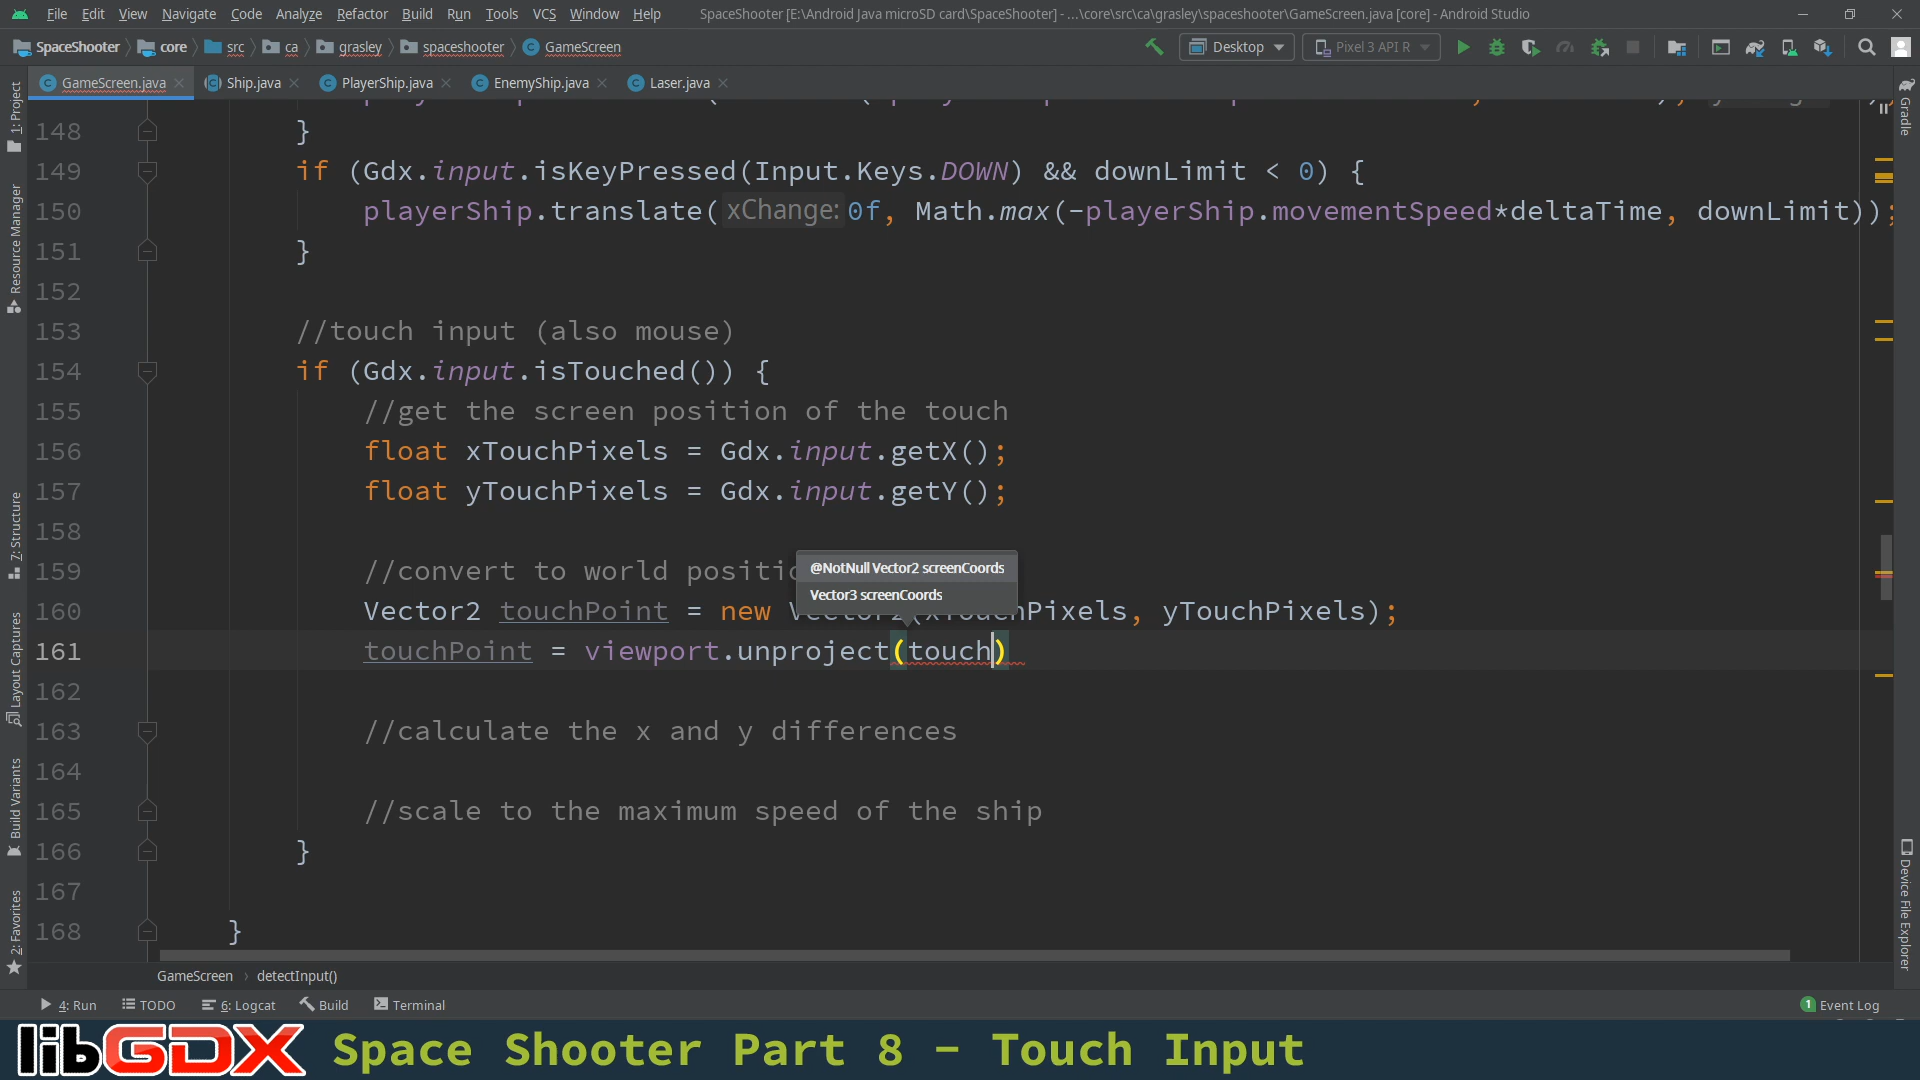 File Edit View Navigate Code Analyze Refactor Build Run Tools VCS Window Help SpaceShooter [E:\Android Java microSD card\SpaceShooter] - ...\core\src\ca\grasley\spaceshooter\GameScreen.java [core] - Android Studio
SpaceShooter core src ca grasley spaceshooter GameScreen Desktop Pixel 3 API R
GameScreen.java Ship.java PlayerShip.java EnemyShip.java Laser.java
148 }
149 if (Gdx.input.isKeyPressed(Input.Keys.DOWN) && downLimit < 0) {
150 playerShip.translate( xChange: 0f, Math.max(-playerShip.movementSpeed*deltaTime, downLimit));
151 }
152
153 //touch input (also mouse)
154 if (Gdx.input.isTouched()) {
155 //get the screen position of the touch
156 float xTouchPixels = Gdx.input.getX();
157 float yTouchPixels = Gdx.input.getY();
158
159 //convert to world positi
@NotNull Vector2 screenCoords
Vector3 screenCoords
160 Vector2 touchPoint = new Vector2(xTouchPixels, yTouchPixels);
161 touchPoint = viewport.unproject(touch)
162
163 //calculate the x and y differences
164
165 //scale to the maximum speed of the ship
166 }
167
168 }
GameScreen detectInput()
4: Run TODO 6: Logcat Build Terminal 1 Event Log
1: Project
Resource Manager
7: Structure
Layout Captures
Build Variants
2: Favorites
Gradle
Device File Explorer
libGDX Space Shooter Part 8 - Touch Input